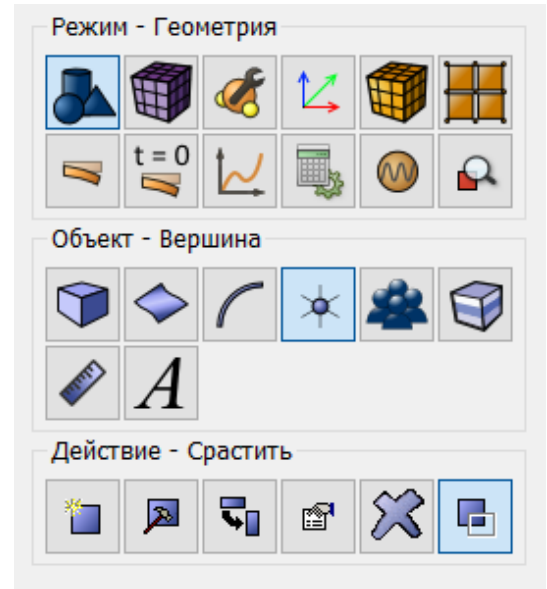 Режим - Геометрия
t = 0
Объект - Вершина
A
Действие - Срастить